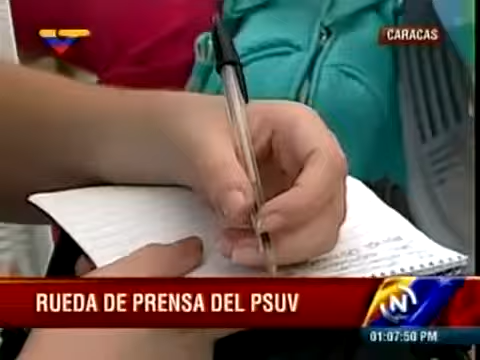 CARACAS
RUEDA DE PRENSA DEL PSUV
N
01:07:50 PM